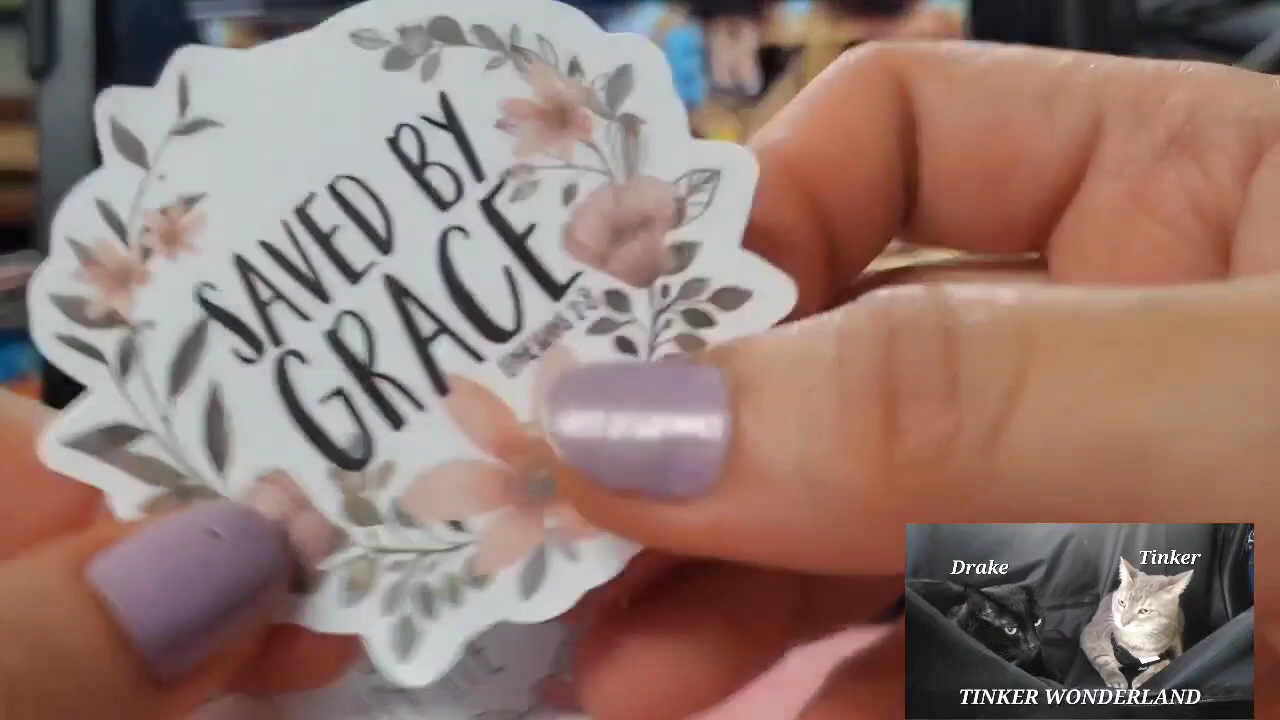 SAVED BY
GRACE
Drake
Tinker
TINKER WONDERLAND